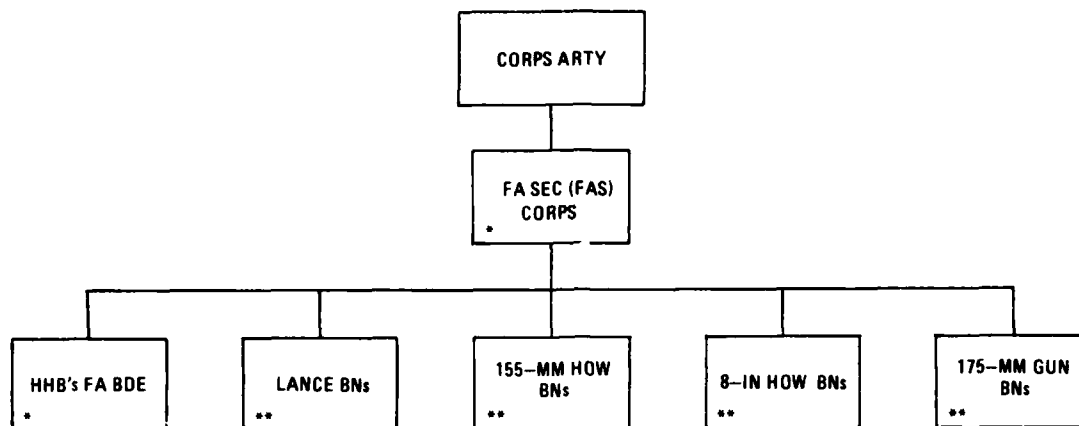 CORPS ARTY
FA SEC (FAS)
CORPS
*
HHB's FA BDE
*
LANCE BNs
**
155-MM HOW
BNs
**
8-IN HOW BNs
**
175-MM GUN
BNs
**